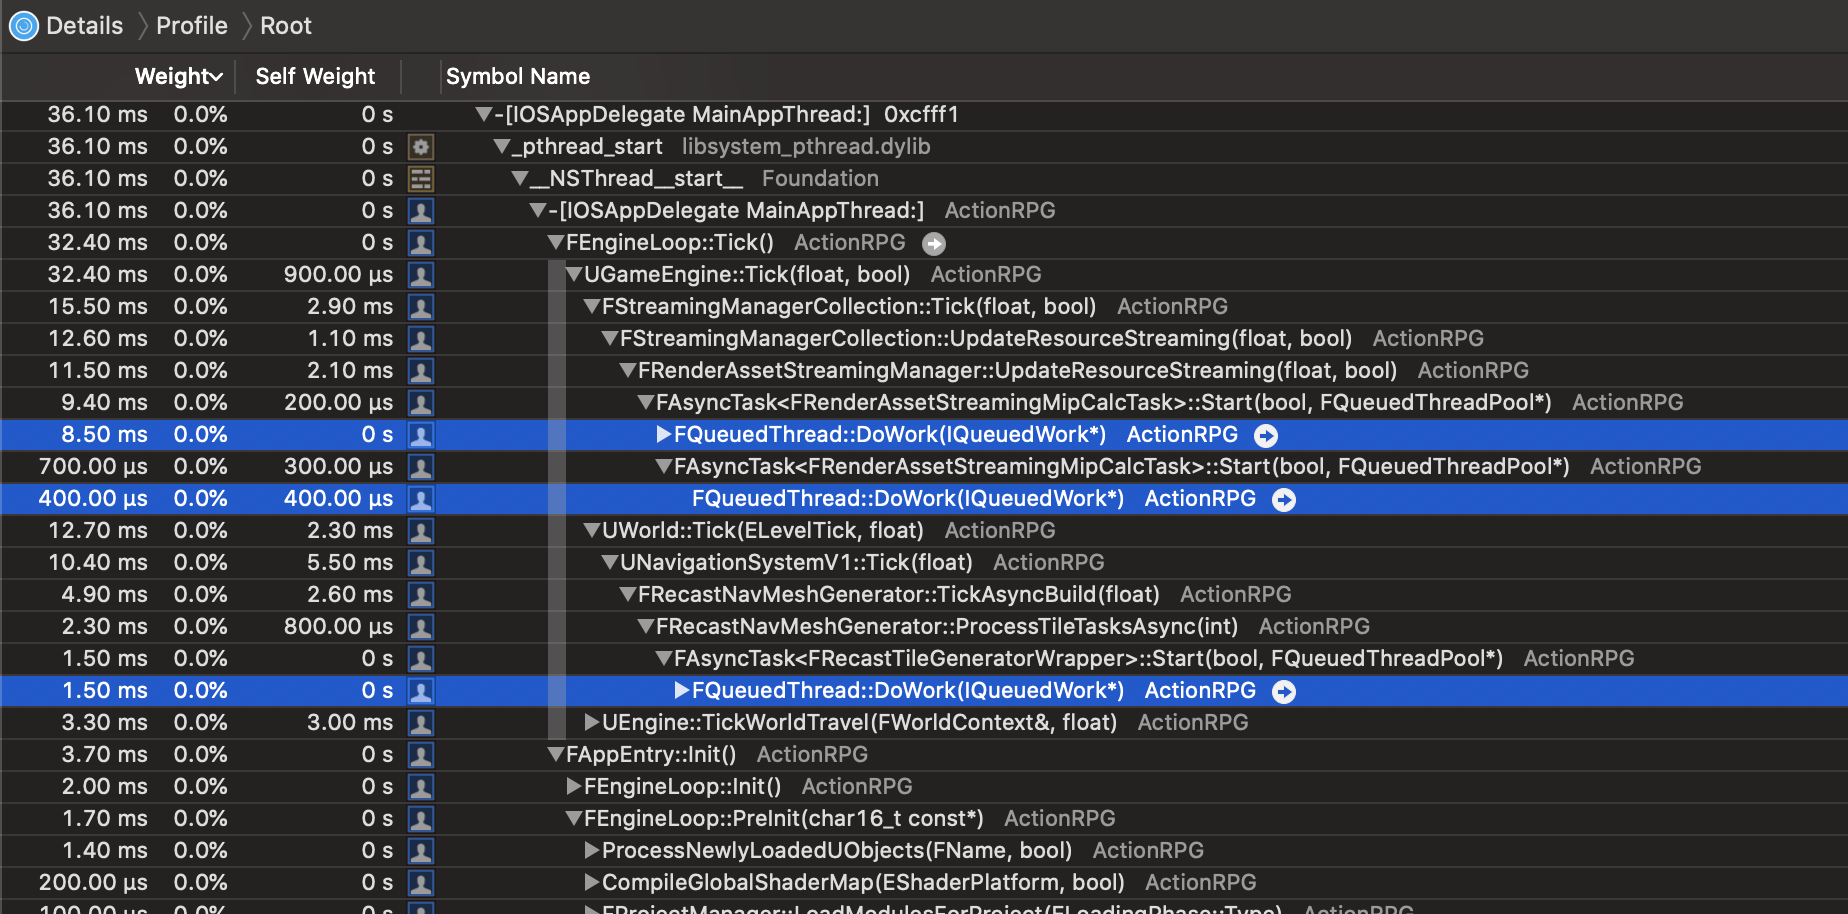 Details Profile Root
Weight Self Weight Symbol Name
36.10 ms 0.0% 0 s -[IOSAppDelegate MainAppThread:] 0xcfff1
36.10 ms 0.0% 0 s _pthread_start libsystem_pthread.dylib
36.10 ms 0.0% 0 s __NSThread__start__ Foundation
36.10 ms 0.0% 0 s -[IOSAppDelegate MainAppThread:] ActionRPG
32.40 ms 0.0% 0 s FEngineLoop::Tick() ActionRPG
32.40 ms 0.0% 900.00 µs UGameEngine::Tick(float, bool) ActionRPG
15.50 ms 0.0% 2.90 ms FStreamingManagerCollection::Tick(float, bool) ActionRPG
12.60 ms 0.0% 1.10 ms FStreamingManagerCollection::UpdateResourceStreaming(float, bool) ActionRPG
11.50 ms 0.0% 2.10 ms FRenderAssetStreamingManager::UpdateResourceStreaming(float, bool) ActionRPG
9.40 ms 0.0% 200.00 µs FAsyncTask<FRenderAssetStreamingMipCalcTask>::Start(bool, FQueuedThreadPool*) ActionRPG
8.50 ms 0.0% 0 s FQueuedThread::DoWork(IQueuedWork*) ActionRPG
700.00 µs 0.0% 300.00 µs FAsyncTask<FRenderAssetStreamingMipCalcTask>::Start(bool, FQueuedThreadPool*) ActionRPG
400.00 µs 0.0% 400.00 µs FQueuedThread::DoWork(IQueuedWork*) ActionRPG
12.70 ms 0.0% 2.30 ms UWorld::Tick(ELevelTick, float) ActionRPG
10.40 ms 0.0% 5.50 ms UNavigationSystemV1::Tick(float) ActionRPG
4.90 ms 0.0% 2.60 ms FRecastNavMeshGenerator::TickAsyncBuild(float) ActionRPG
2.30 ms 0.0% 800.00 µs FRecastNavMeshGenerator::ProcessTileTasksAsync(int) ActionRPG
1.50 ms 0.0% 0 s FAsyncTask<FRecastTileGeneratorWrapper>::Start(bool, FQueuedThreadPool*) ActionRPG
1.50 ms 0.0% 0 s FQueuedThread::DoWork(IQueuedWork*) ActionRPG
3.30 ms 0.0% 3.00 ms UEngine::TickWorldTravel(FWorldContext&, float) ActionRPG
3.70 ms 0.0% 0 s FAppEntry::Init() ActionRPG
2.00 ms 0.0% 0 s FEngineLoop::Init() ActionRPG
1.70 ms 0.0% 0 s FEngineLoop::PreInit(char16_t const*) ActionRPG
1.40 ms 0.0% 0 s ProcessNewlyLoadedUObjects(FName, bool) ActionRPG
200.00 µs 0.0% 0 s CompileGlobalShaderMap(EShaderPlatform, bool) ActionRPG
100.00 µs 0.0% 0 s FProjectManager::LoadModulesForProject(ELoadingPhase::Type) ActionRPG